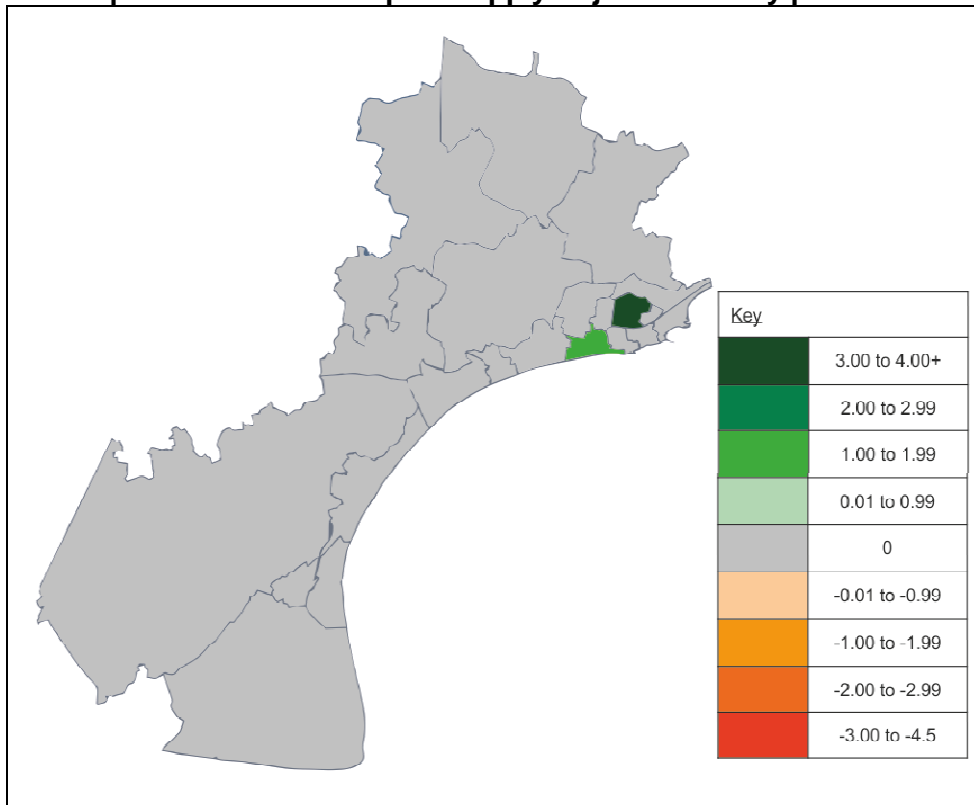 Key
3.00 to 4.00+
2.00 to 2.99
1.00 to 1.99
0.01 to 0.99
0
-0.01 to -0.99
-1.00 to -1.99
-2.00 to -2.99
-3.00 to -4.5